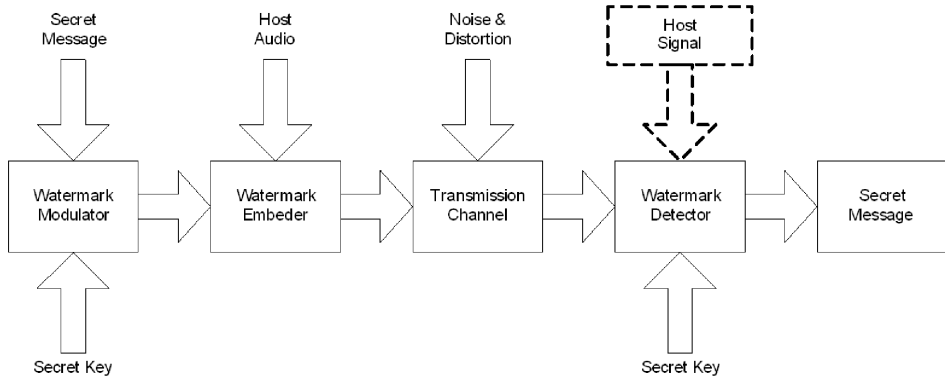 Secret
Message
Host
Audio
Noise &
Distortion
Host
Signal
Watermark
Modulator
Watermark
Embeder
Transmission
Channel
Watermark
Detector
Secret
Message
Secret Key
Secret Key